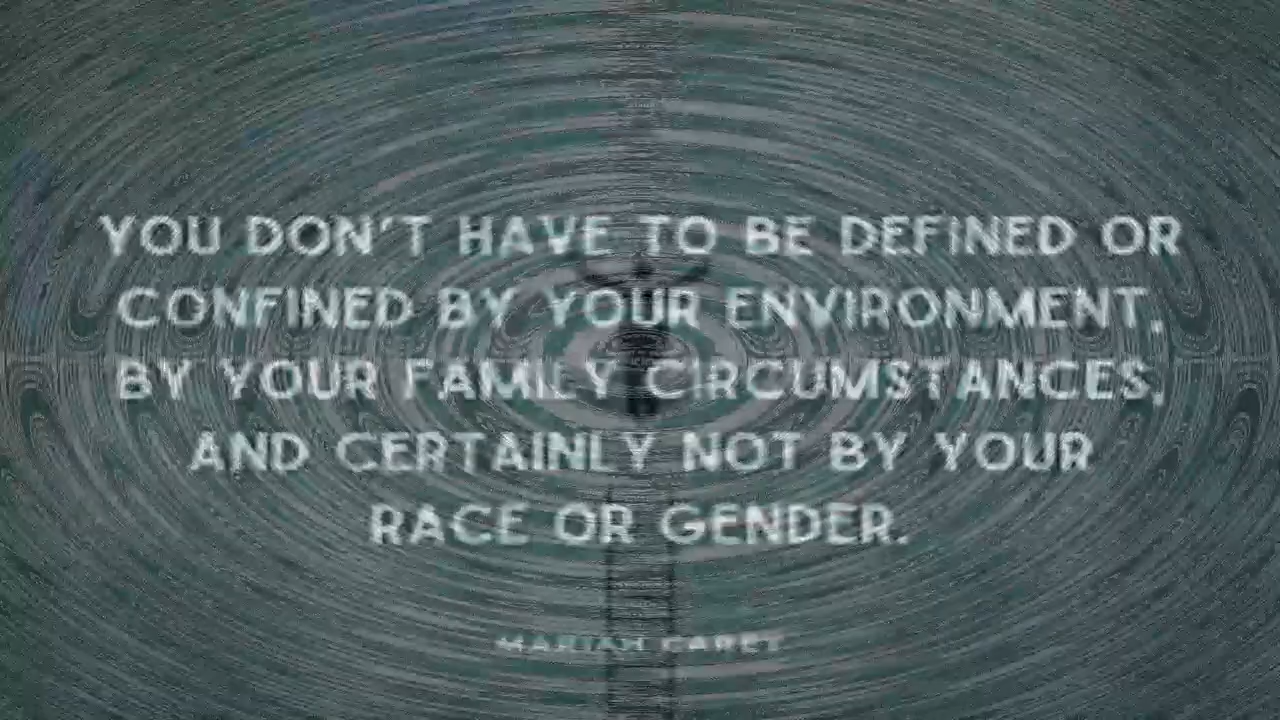 YOU DON'T HAVE TO BE DEFINED OR
CONFINED BY YOUR ENVIRONMENT,
BY YOUR FAMILY CIRCUMSTANCES,
AND CERTAINLY NOT BY YOUR
RACE OR GENDER.
MARIAH CAREY